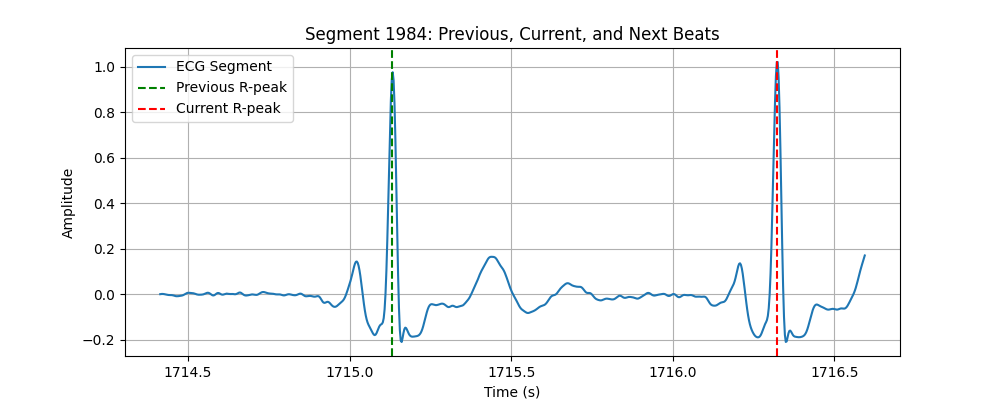 Segment 1984: Previous, Current, and Next Beats
ECG Segment
Previous R-peak
Current R-peak
1.0
0.8
0.6
0.4
0.2
0.0
−0.2
Amplitude
1714.5 1715.0 1715.5 1716.0 1716.5
Time (s)